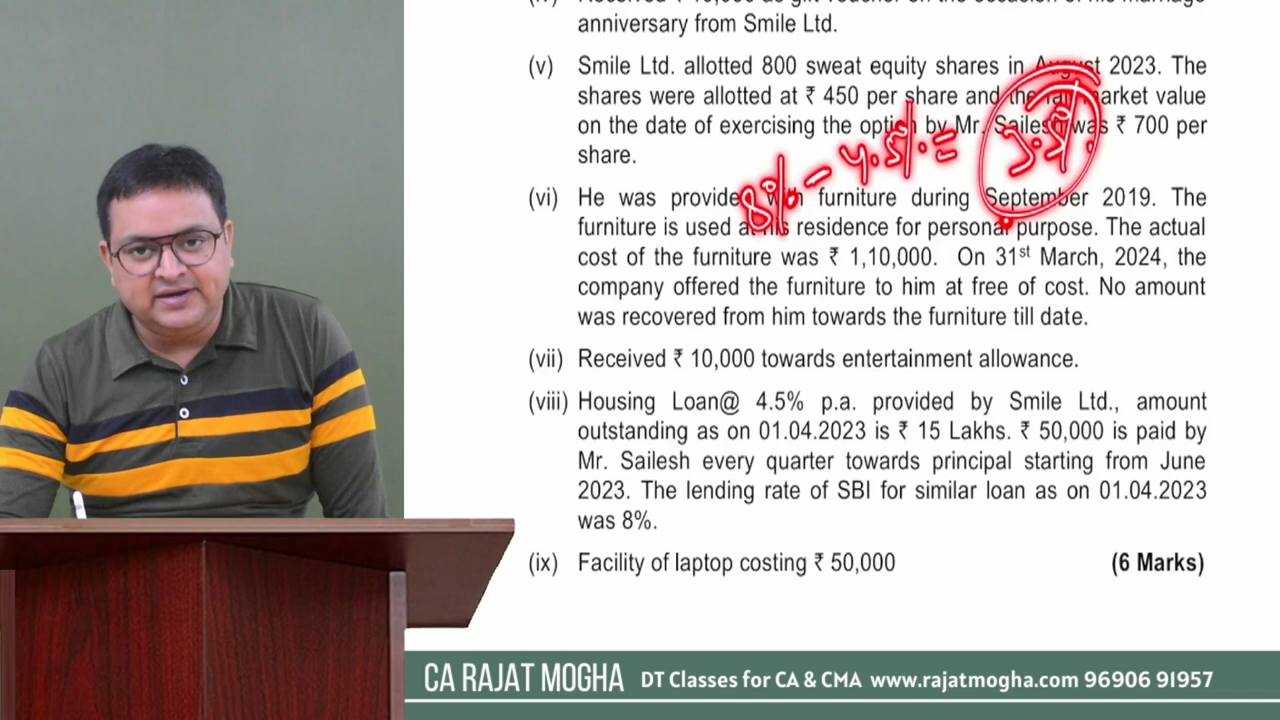 anniversary from Smile Ltd.
(v) Smile Ltd. allotted 800 sweat equity shares in August 2023. The
shares were allotted at ₹ 450 per share and the fair market value
on the date of exercising the option by Mr. Sailesh was ₹ 700 per
share.
8% - 4.5% = 3.5%
(vi) He was provided with furniture during September 2019. The
furniture is used at his residence for personal purpose. The actual
cost of the furniture was ₹ 1,10,000. On 31st March, 2024, the
company offered the furniture to him at free of cost. No amount
was recovered from him towards the furniture till date.
(vii) Received ₹ 10,000 towards entertainment allowance.
(viii) Housing Loan@ 4.5% p.a. provided by Smile Ltd., amount
outstanding as on 01.04.2023 is ₹ 15 Lakhs. ₹ 50,000 is paid by
Mr. Sailesh every quarter towards principal starting from June
2023. The lending rate of SBI for similar loan as on 01.04.2023
was 8%.
(ix) Facility of laptop costing ₹ 50,000 (6 Marks)
CA RAJAT MOGHA DT Classes for CA & CMA www.rajatmogha.com 96906 91957